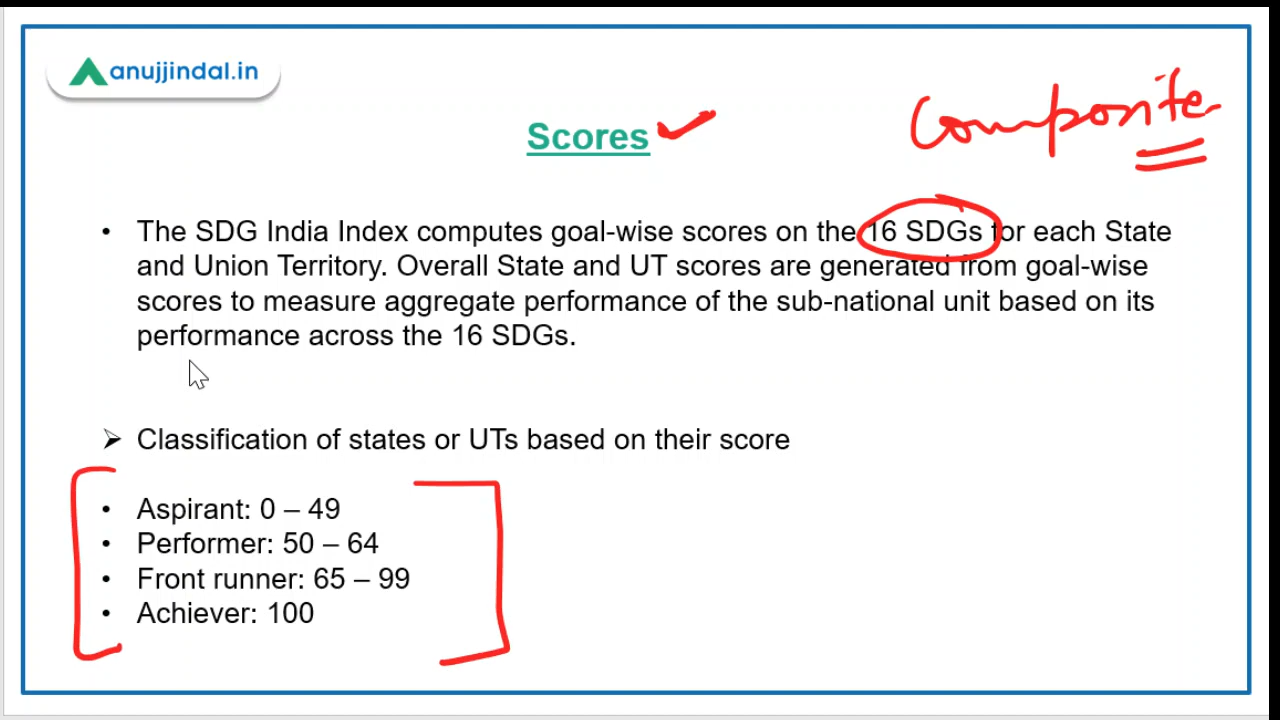 anujjindal.in
Composite
Scores
• The SDG India Index computes goal-wise scores on the 16 SDGs for each State
and Union Territory. Overall State and UT scores are generated from goal-wise
scores to measure aggregate performance of the sub-national unit based on its
performance across the 16 SDGs.
➢ Classification of states or UTs based on their score
• Aspirant: 0 – 49
• Performer: 50 – 64
• Front runner: 65 – 99
• Achiever: 100